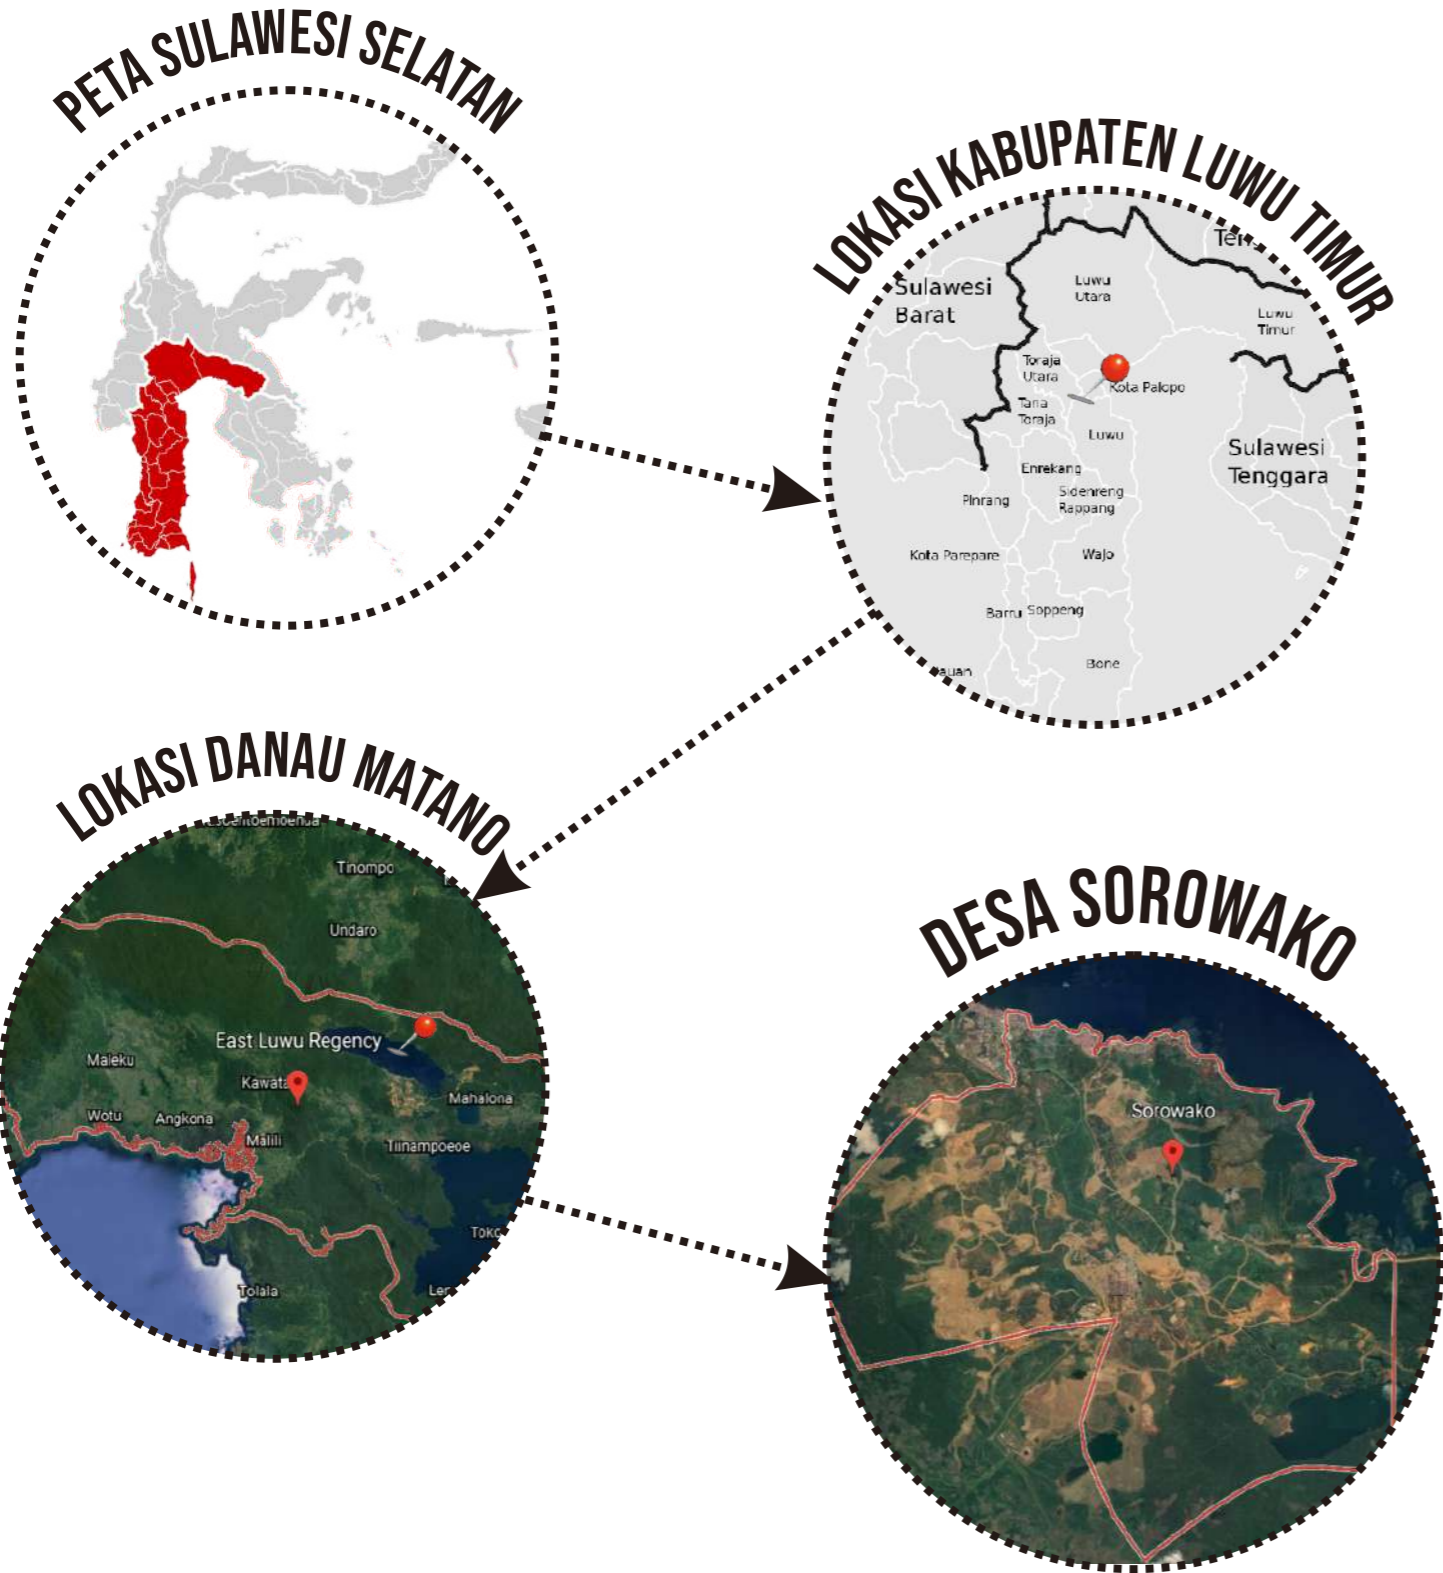 PETA SULAWESI SELATAN
LOKASI KABUPATEN LUWU TIMUR
Sulawesi
Barat
Luwu
Utara
Luwu
Timur
Toraja
Utara
Kota Palopo
Tana
Toraja
Luwu
Sulawesi
Tenggara
Enrekang
Pinrang
Sidenreng
Rappang
Kota Parepare
Wajo
Barru
Soppeng
Bone
LOKASI DANAU MATANO
Tinompo
Undaro
East Luwu Regency
Maleku
Kawata
Mahalona
Wotu
Angkona
Malili
Tiinampoeoe
Toko
Tolala
Ler
DESA SOROWAKO
Sorowako